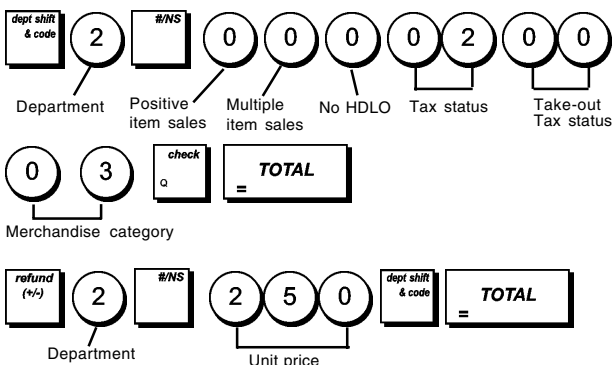 dept shift & code 2 #/NS 0 0 0 0 2 0 0
Department Positive item sales Multiple item sales No HDLO Tax status Take-out Tax status
0 3 check Q TOTAL =
Merchandise category
refund (+/-) 2 #/NS 2 5 0 dept shift & code TOTAL =
Department Unit price